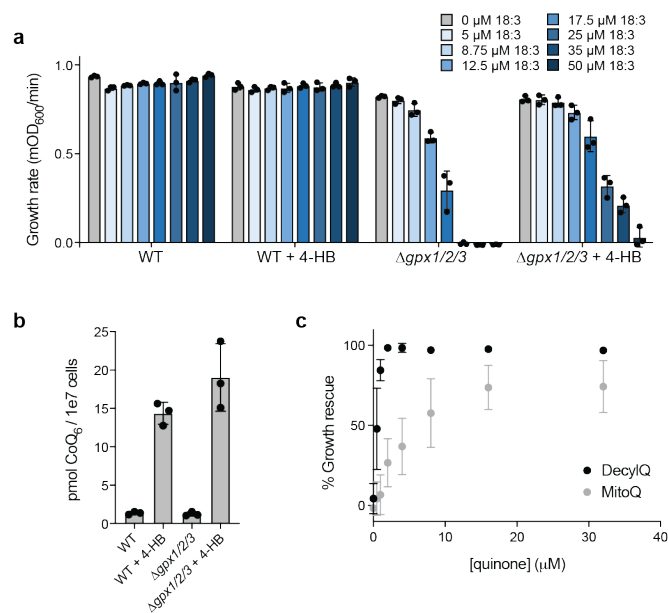 a
0 µM 18:3
5 µM 18:3
8.75 µM 18:3
12.5 µM 18:3
17.5 µM 18:3
25 µM 18:3
35 µM 18:3
50 µM 18:3
Growth rate (mOD600/min)
1.0
0.5
0.0
WT
WT + 4-HB
Δgpx1/2/3
Δgpx1/2/3 + 4-HB
b
pmol CoQ6 / 1e7 cells
25
20
15
10
5
0
WT
WT + 4-HB
Δgpx1/2/3
Δgpx1/2/3 + 4-HB
c
% Growth rescue
100
50
0
DecylQ
MitoQ
0
10
20
30
40
[quinone] (µM)